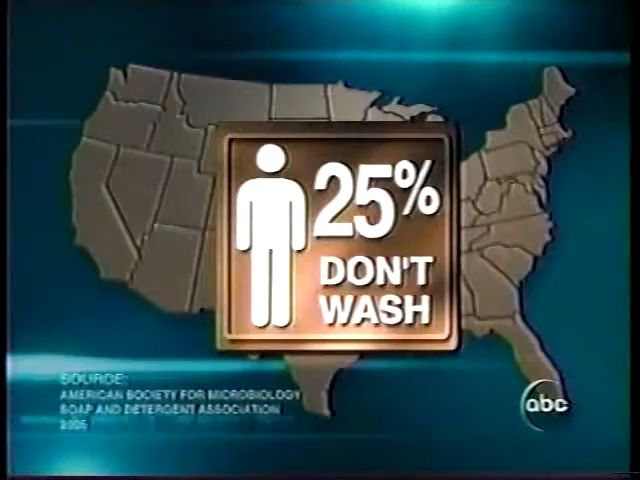 25%
DON'T
WASH
SOURCE:
AMERICAN SOCIETY FOR MICROBIOLOGY
SOAP AND DETERGENT ASSOCIATION
2005
abc